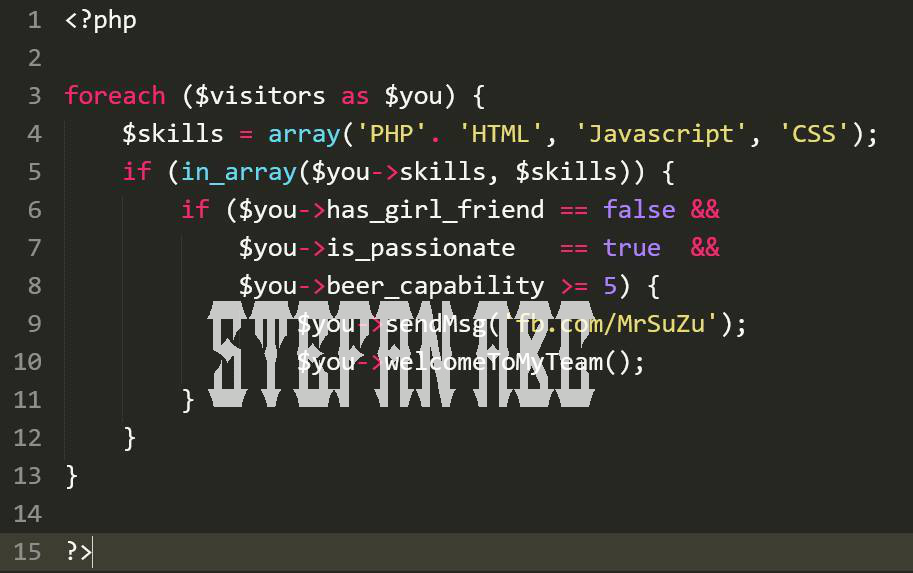 1 <?php
2
3 foreach ($visitors as $you) {
4 $skills = array('PHP'. 'HTML', 'Javascript', 'CSS');
5 if (in_array($you->skills, $skills)) {
6 if ($you->has_girl_friend == false &&
7 $you->is_passionate == true &&
8 $you->beer_capability >= 5) {
9 $you->sendMsg('fb.com/MrSuZu');
10 $you->welcomeToMyTeam();
STEFAN ABC
11 }
12 }
13 }
14
15 ?>